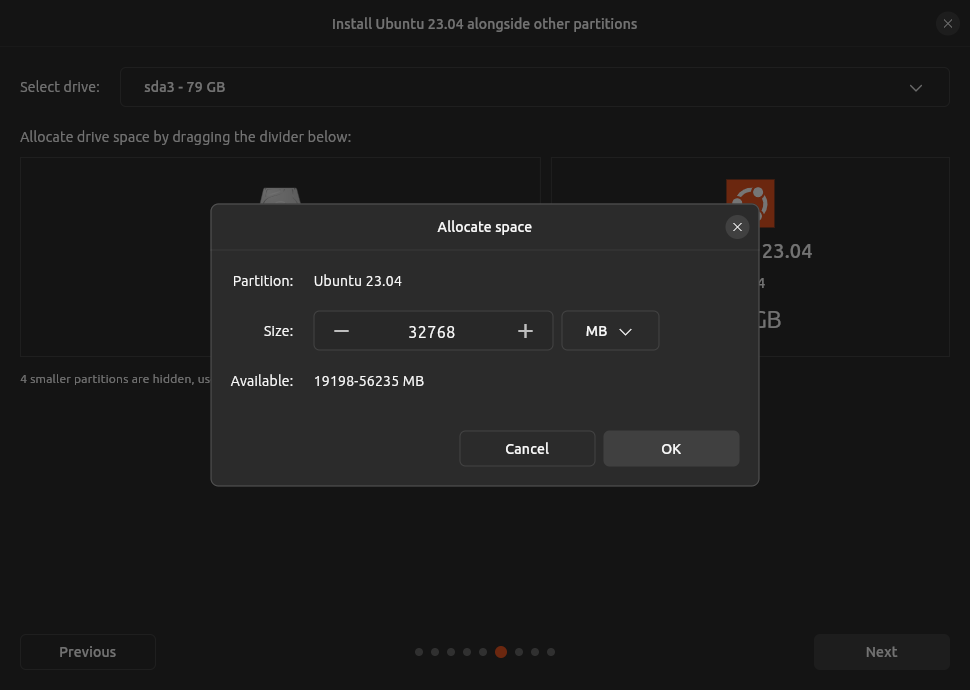 Install Ubuntu 23.04 alongside other partitions
Select drive: sda3 - 79 GB
Allocate drive space by dragging the divider below:
23.04
4
GB
4 smaller partitions are hidden, us
Allocate space
Partition: Ubuntu 23.04
Size: 32768 MB
Available: 19198-56235 MB
Cancel OK
Previous Next